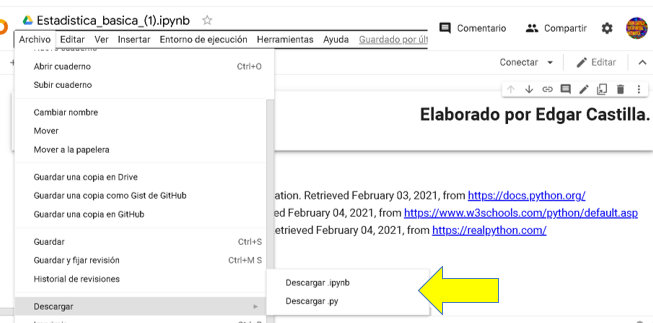 Estadistica_basica_(1).ipynb
Comentario
Compartir
Archivo Editar Ver Insertar Entorno de ejecución Herramientas Ayuda Guardado por últ
Conectar
Editar
Abrir cuaderno Ctrl+O
Subir cuaderno
Cambiar nombre
Mover
Mover a la papelera
Guardar una copia en Drive
Guardar una copia como Gist de GitHub
Guardar una copia en GitHub
Guardar Ctrl+S
Guardar y fijar revisión Ctrl+M S
Historial de revisiones
Descargar
Descargar .ipynb
Descargar .py
Elaborado por Edgar Castilla.
ation. Retrieved February 03, 2021, from https://docs.python.org/
ed February 04, 2021, from https://www.w3schools.com/python/default.asp
etrieved February 04, 2021, from https://realpython.com/